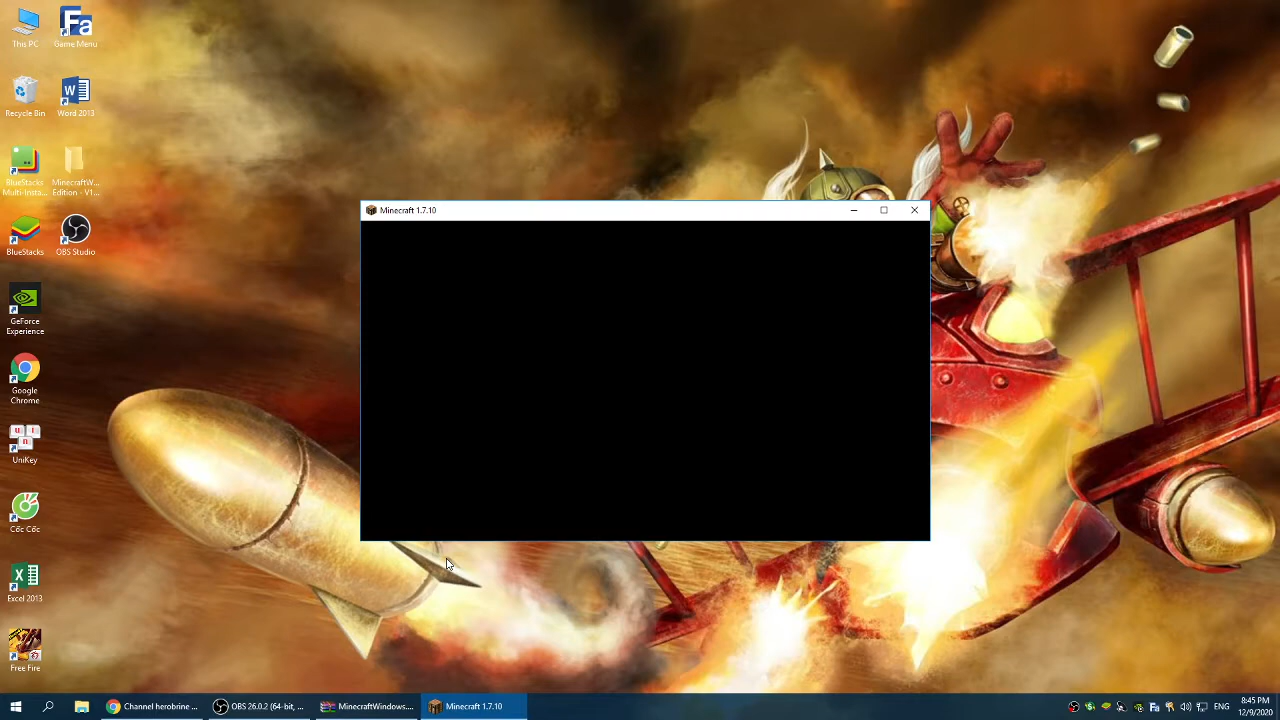 This PC
Game Menu
Recycle Bin
Word 2013
BlueStacks
Multi-Insta...
MinecraftW...
Edition - V1...
BlueStacks
OBS Studio
GeForce
Experience
Google
Chrome
UniKey
Cốc Cốc
Excel 2013
Free Fire
Minecraft 1.7.10
Channel herobrine ...
OBS 26.0.2 (64-bit, ...
MinecraftWindows....
Minecraft 1.7.10
ENG
8:45 PM
12/9/2020